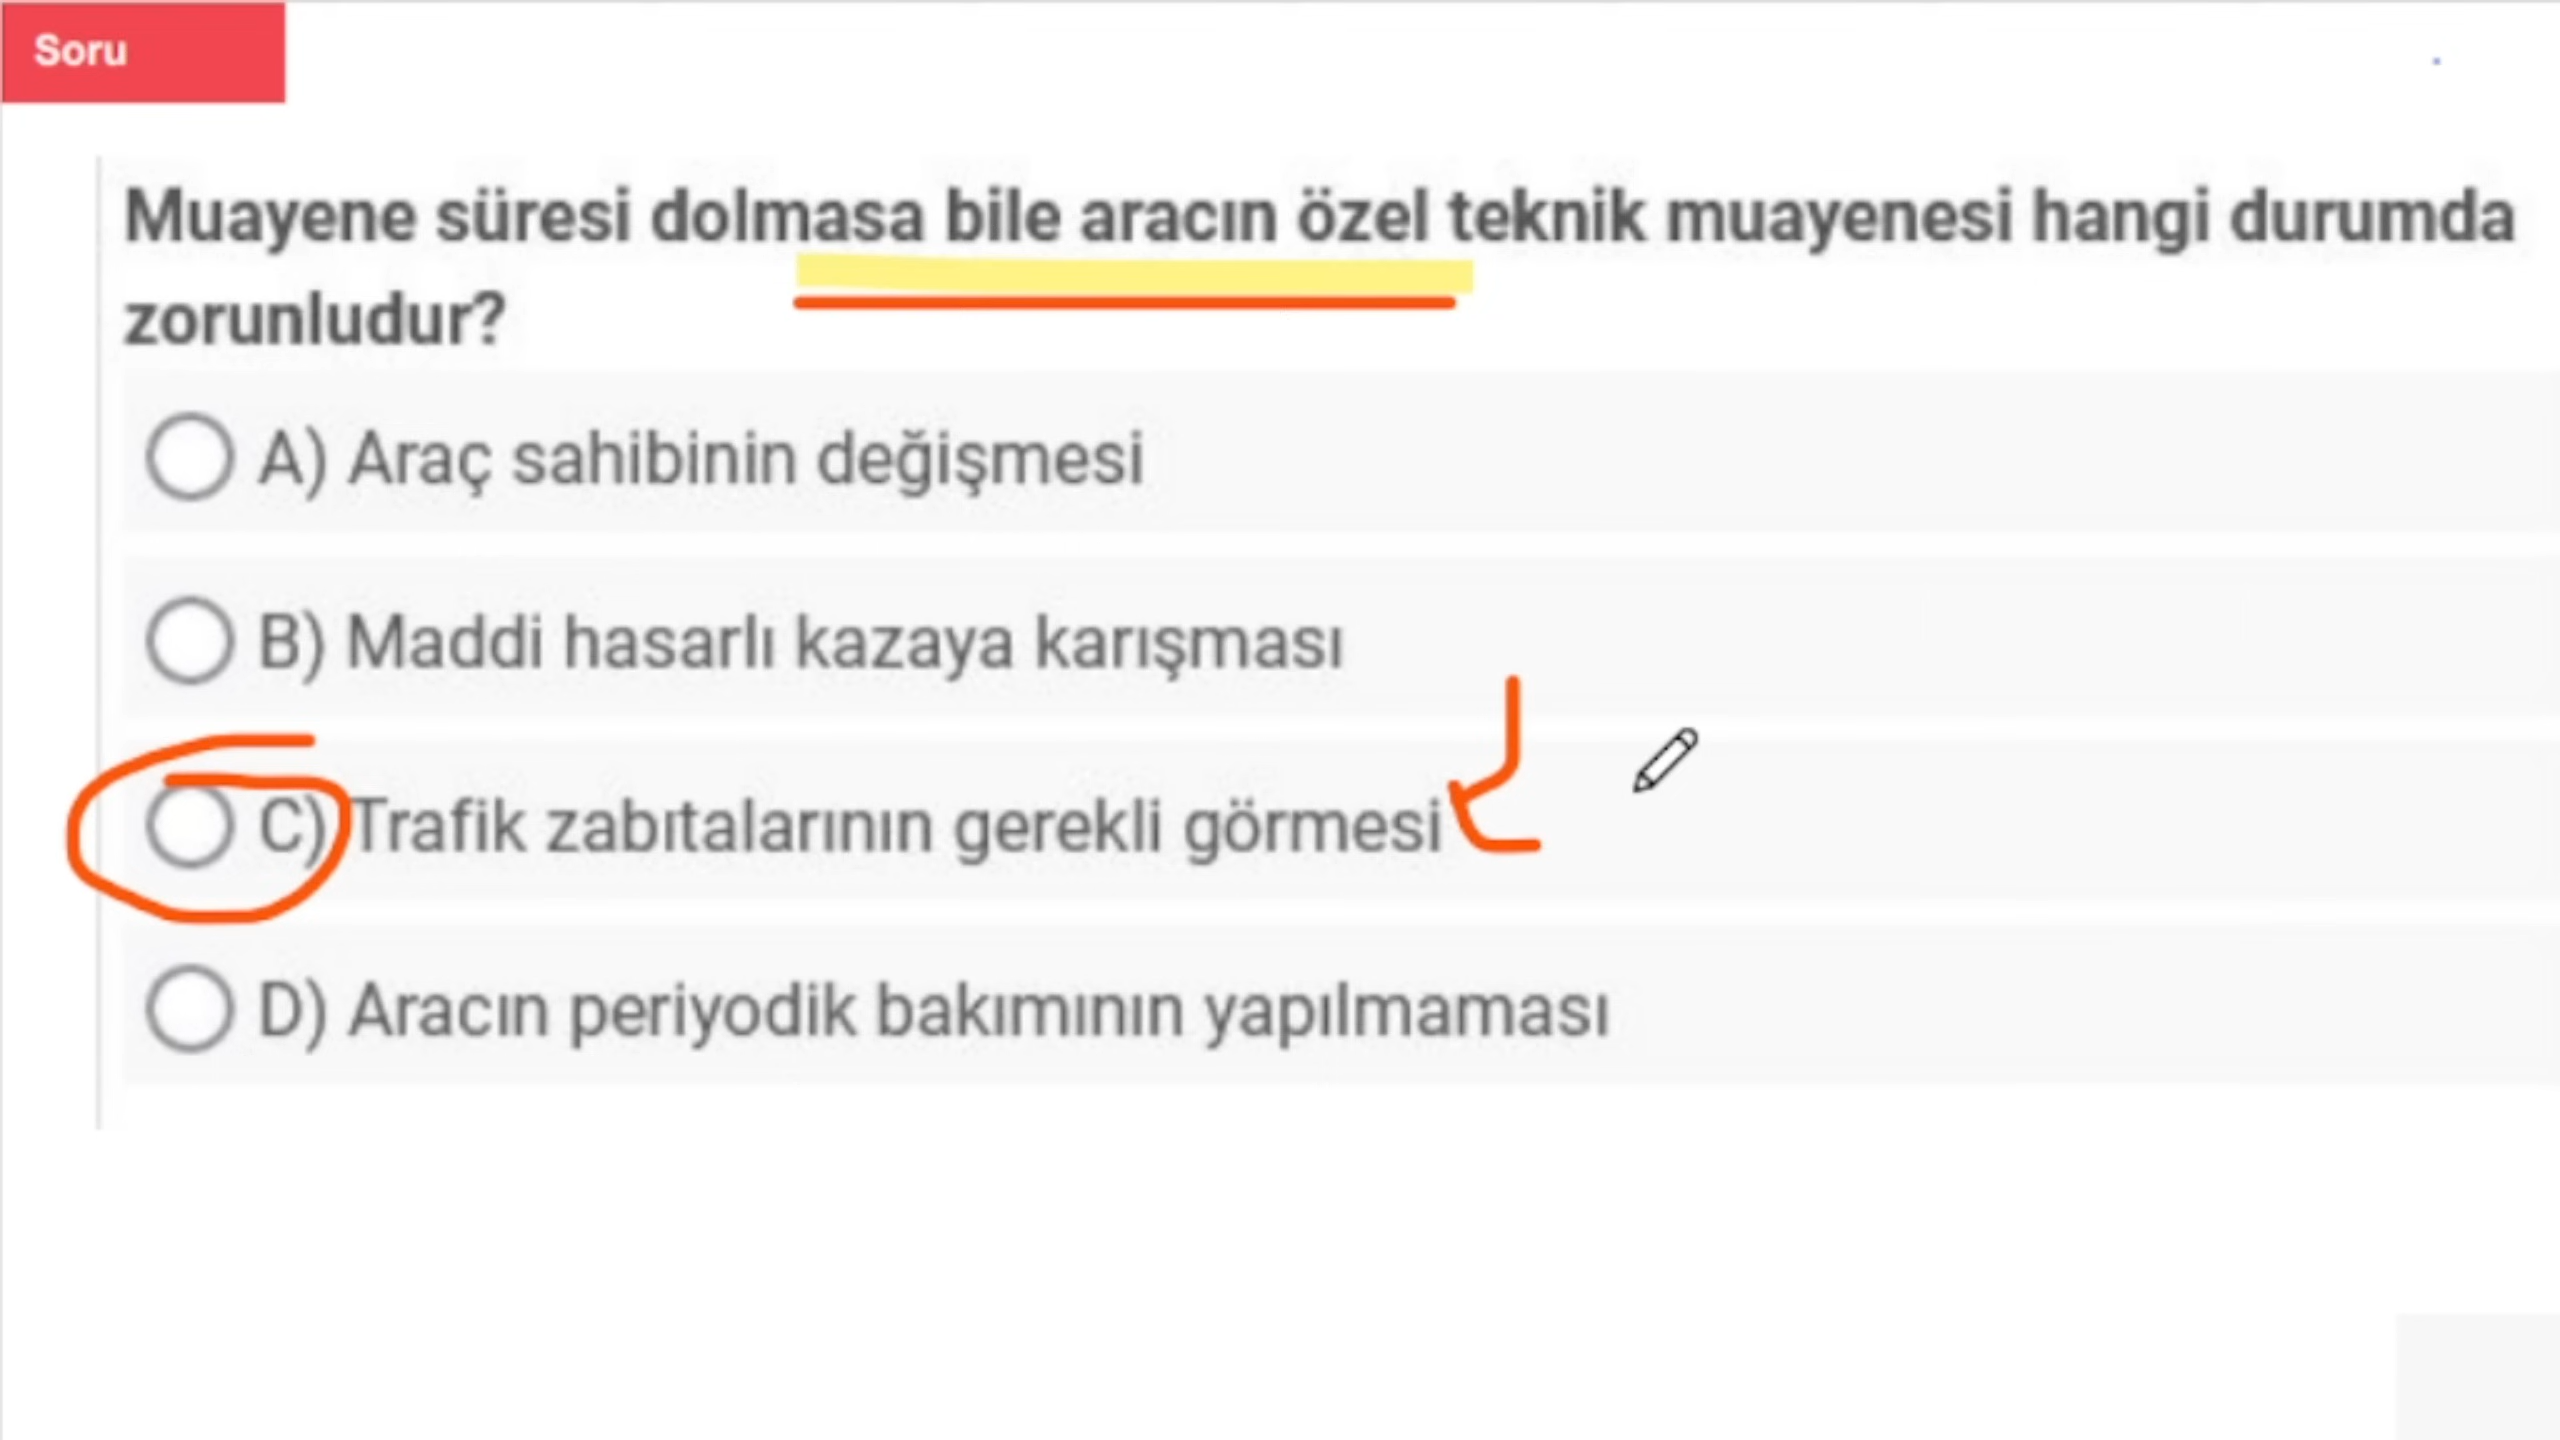 Soru
Muayene süresi dolmasa bile aracın özel teknik muayenesi hangi durumda
zorunludur?
A) Araç sahibinin değişmesi
B) Maddi hasarlı kazaya karışması
C) Trafik zabıtalarının gerekli görmesi
D) Aracın periyodik bakımının yapılmaması